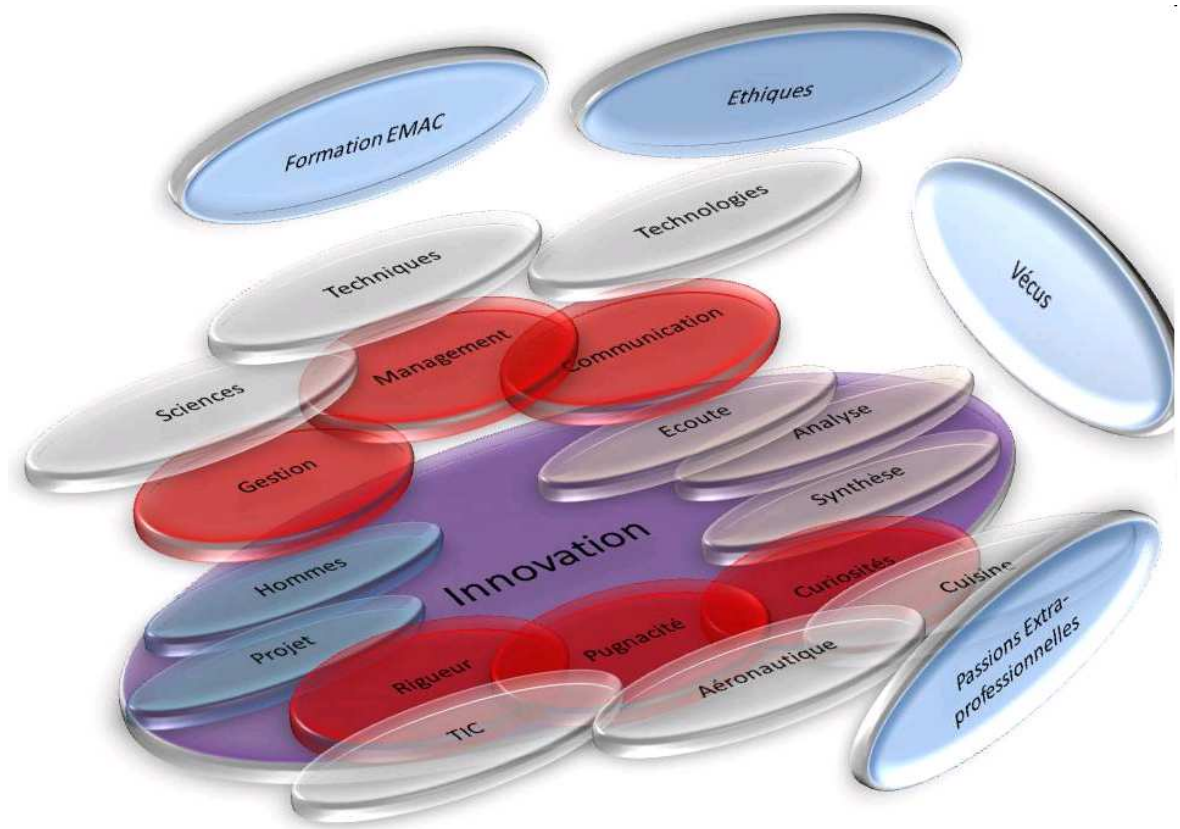 Formation EMAC
Ethiques
Technologies
Techniques
Vécus
Communication
Management
Sciences
Ecoute
Analyse
Gestion
Synthèse
Innovation
Hommes
Curiosités
Cuisine
Projet
Pugnacité
Rigueur
Aéronautique
Passions Extra-
professionnelles
TIC